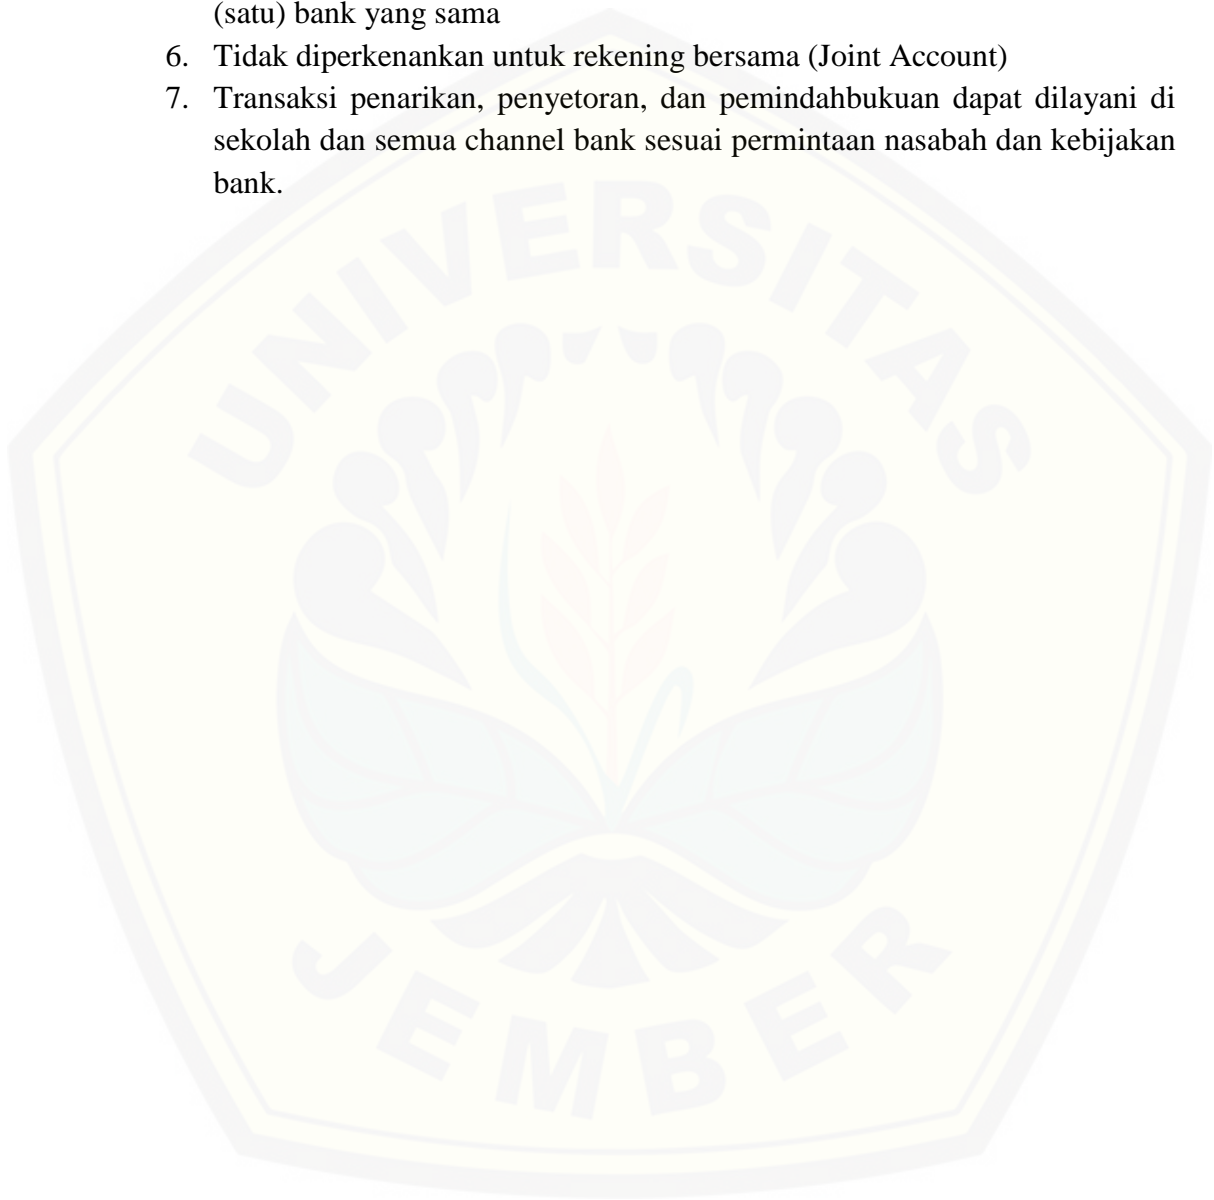 (satu) bank yang sama
6. Tidak diperkenankan untuk rekening bersama (Joint Account)
7. Transaksi penarikan, penyetoran, dan pemindahbukuan dapat dilayani di
sekolah dan semua channel bank sesuai permintaan nasabah dan kebijakan
bank.
UNIVERSITAS
JEMBER